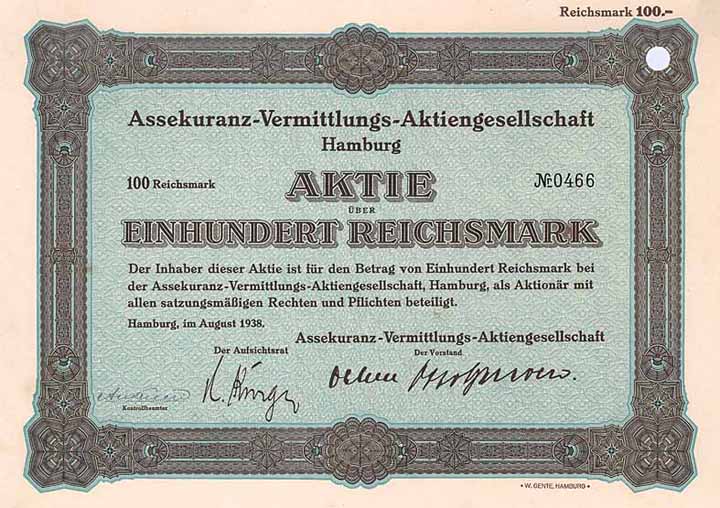 Reichsmark 100.–
Assekuranz-Vermittlungs-Aktiengesellschaft
Hamburg
100 Reichsmark
AKTIE
№ 0466
ÜBER
EINHUNDERT REICHSMARK
Der Inhaber dieser Aktie ist für den Betrag von Einhundert Reichsmark bei
der Assekuranz-Vermittlungs-Aktiengesellschaft, Hamburg, als Aktionär mit
allen satzungsmäßigen Rechten und Pflichten beteiligt.
Hamburg, im August 1938.
Assekuranz-Vermittlungs-Aktiengesellschaft
Der Aufsichtsrat
Der Vorstand
Kontrollbeamter
• W. GENTE, HAMBURG •